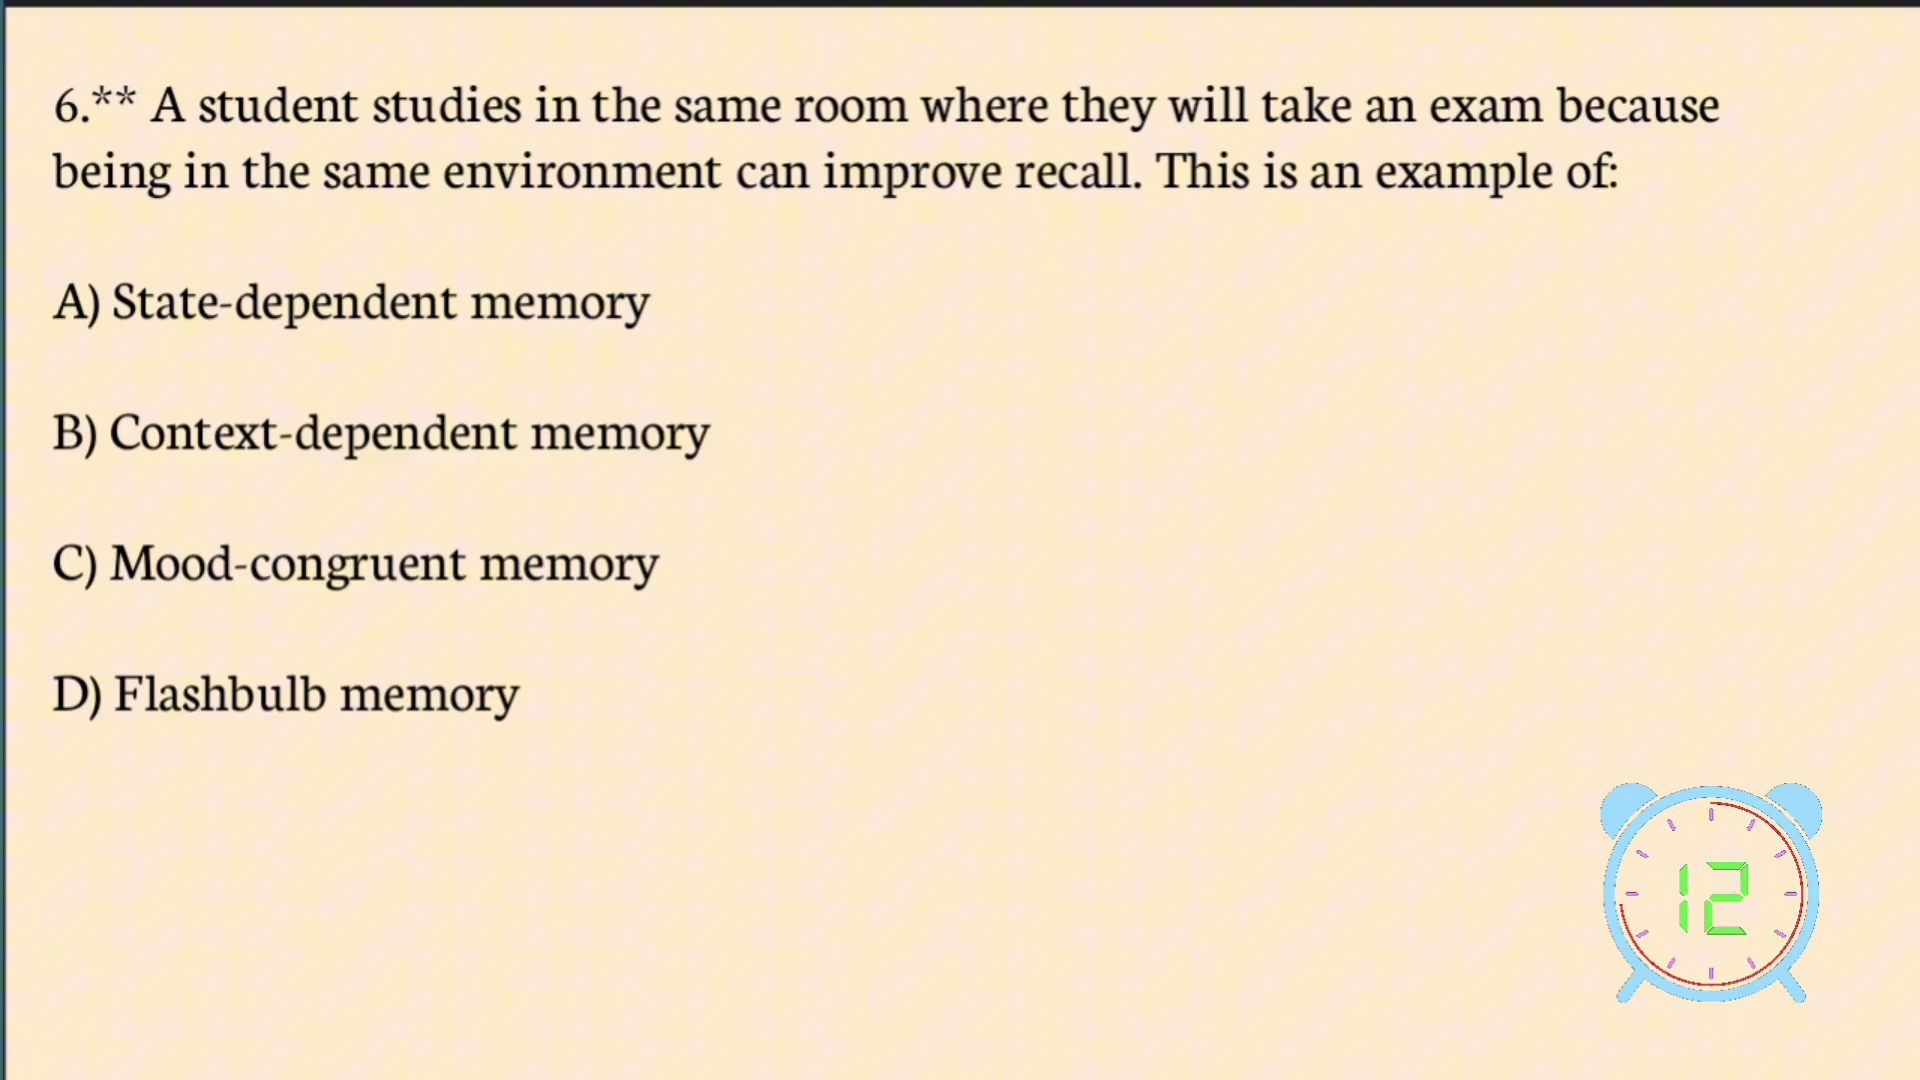 6.** A student studies in the same room where they will take an exam because
being in the same environment can improve recall. This is an example of:
A) State-dependent memory
B) Context-dependent memory
C) Mood-congruent memory
D) Flashbulb memory
12